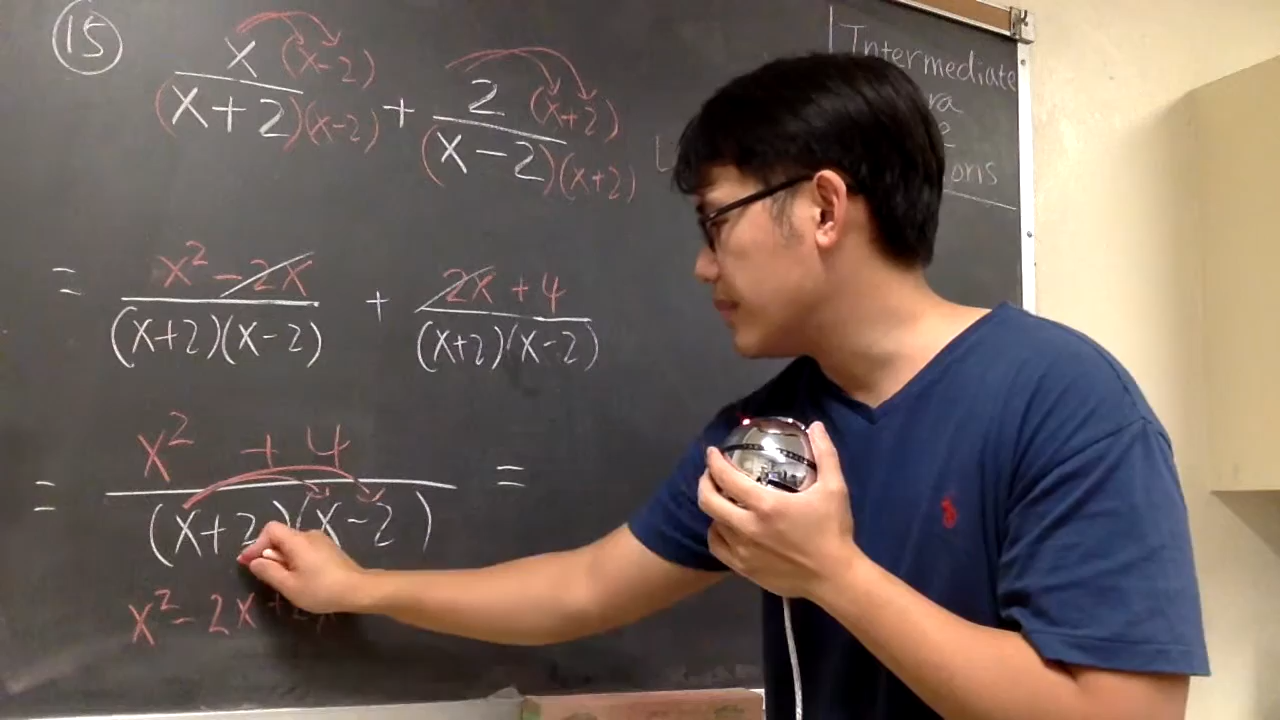 15
x (x-2) / (x+2)(x-2) + 2 (x+2) / (x-2)(x+2)
= x² - 2x / (x+2)(x-2) + 2x + 4 / (x+2)(x-2)
= x² + 4 / (x+2)(x-2) =
x² - 2x +
Intermediate
ra
ons